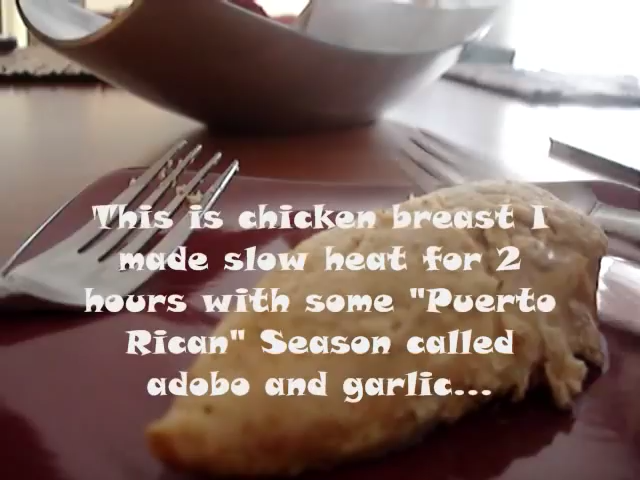 This is chicken breast I
made slow heat for 2
hours with some "Puerto
Rican" Season called
adobo and garlic...